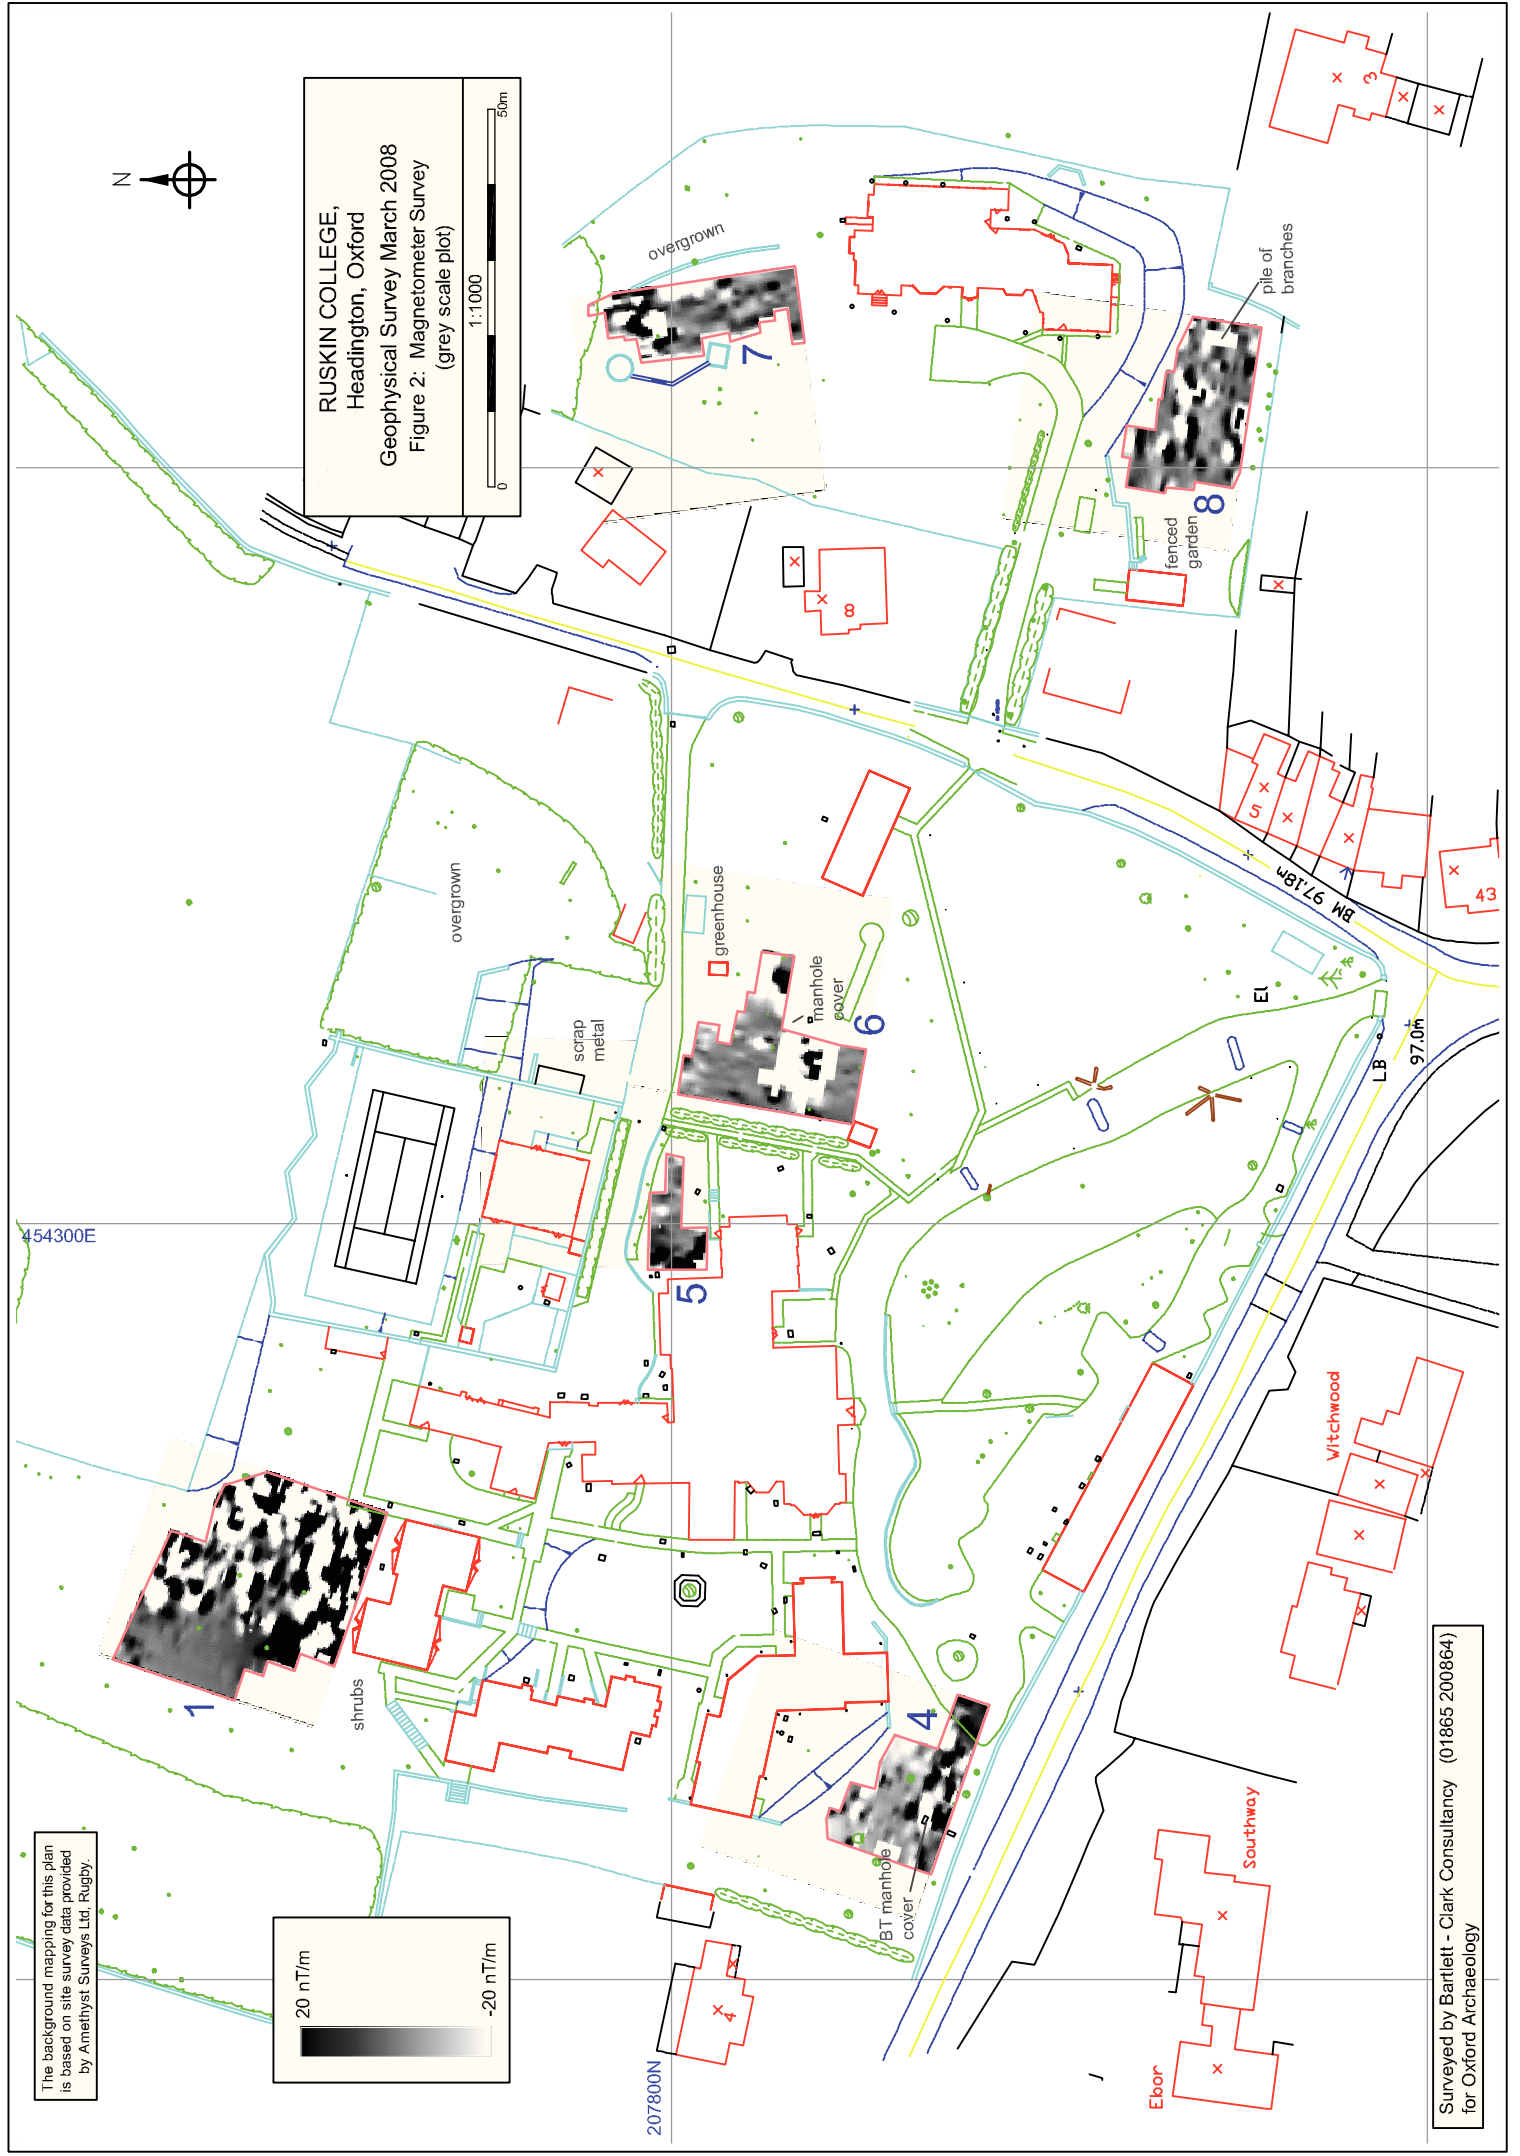 N
RUSKIN COLLEGE,
Headington, Oxford
Geophysical Survey March 2008
Figure 2: Magnetometer Survey
(grey scale plot)
1:1000
0
50m
The background mapping for this plan
is based on site survey data provided
by Amethyst Surveys Ltd, Rugby.
20 nT/m
-20 nT/m
454300E
207800N
1
shrubs
overgrown
scrap
metal
greenhouse
manhole
cover
6
5
4
BT manhole
cover
overgrown
7
8
pile of
branches
fenced
garden
3
8
5
43
BM 97.18m
El
LB
97.0m
Witchwood
Southway
Ebor
4
Surveyed by Bartlett - Clark Consultancy (01865 200864)
for Oxford Archaeology